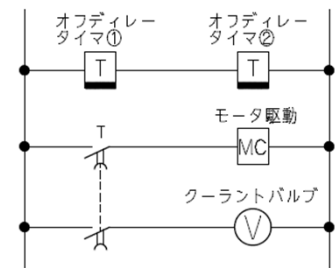 オフディレー オフディレー
タイマ① タイマ②
T T
モータ駆動
T
MC
クーラントバルブ
V